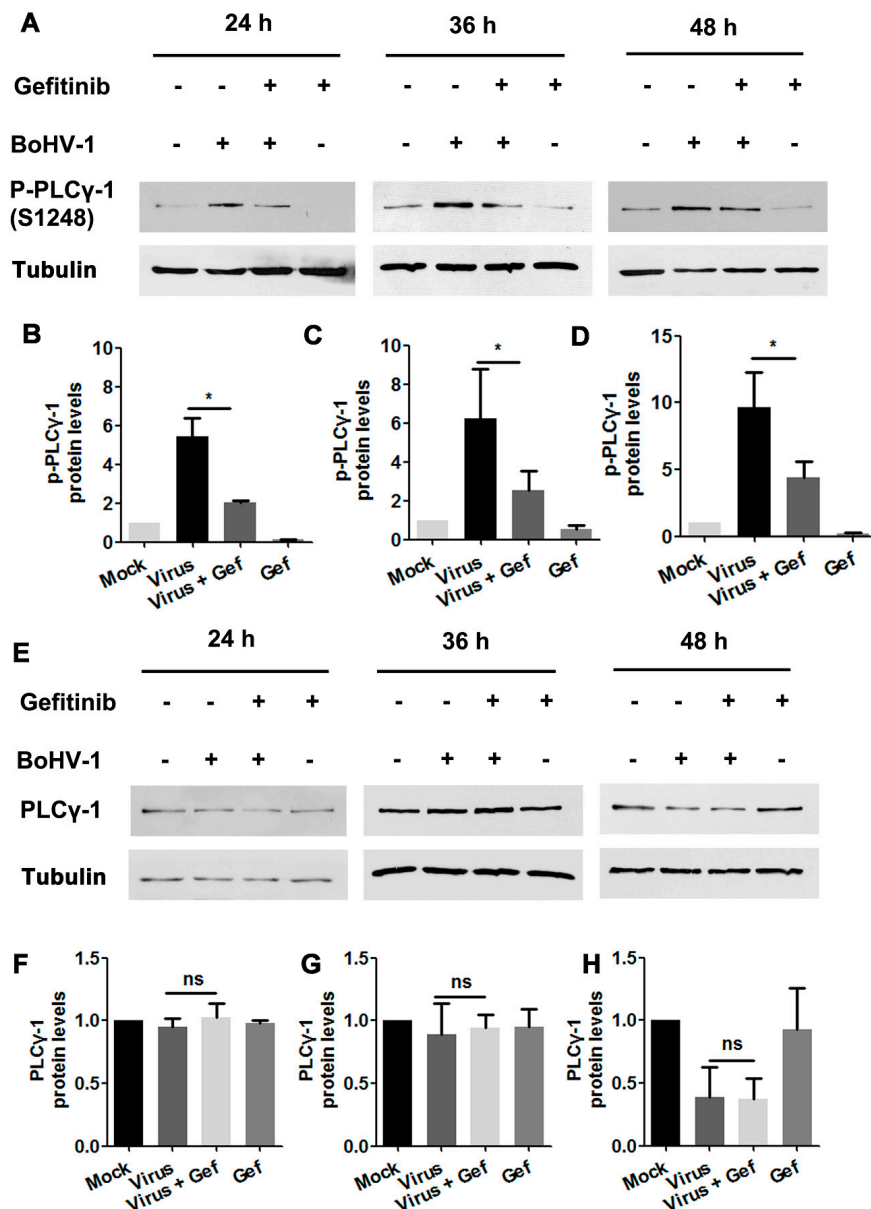 A
24 h 36 h 48 h
Gefitinib - - + + - - + + - - + +
BoHV-1 - + + - - + + - - + + -
P-PLCγ-1
(S1248)
Tubulin
B
p-PLCγ-1
protein levels
10
8
6
4
2
0
*
Mock Virus Virus + Gef Gef
C
p-PLCγ-1
protein levels
10
8
6
4
2
0
*
Mock Virus Virus + Gef Gef
D
p-PLCγ-1
protein levels
15
10
5
0
*
Mock Virus Virus + Gef Gef
E
24 h 36 h 48 h
Gefitinib - - + + - - + + - - + +
BoHV-1 - + + - - + + - - + + -
PLCγ-1
Tubulin
F
PLCγ-1
protein levels
1.5
1.0
0.5
0.0
ns
Mock Virus Virus + Gef Gef
G
PLCγ-1
protein levels
1.5
1.0
0.5
0.0
ns
Mock Virus Virus + Gef Gef
H
PLCγ-1
protein levels
1.5
1.0
0.5
0.0
ns
Mock Virus Virus + Gef Gef